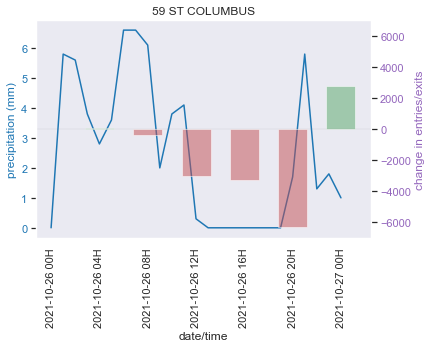 59 ST COLUMBUS
precipitation (mm)
6
5
4
3
2
1
0
6000
4000
2000
0
−2000
−4000
−6000
change in entries/exits
2021-10-26 00H
2021-10-26 04H
2021-10-26 08H
2021-10-26 12H
2021-10-26 16H
2021-10-26 20H
2021-10-27 00H
date/time